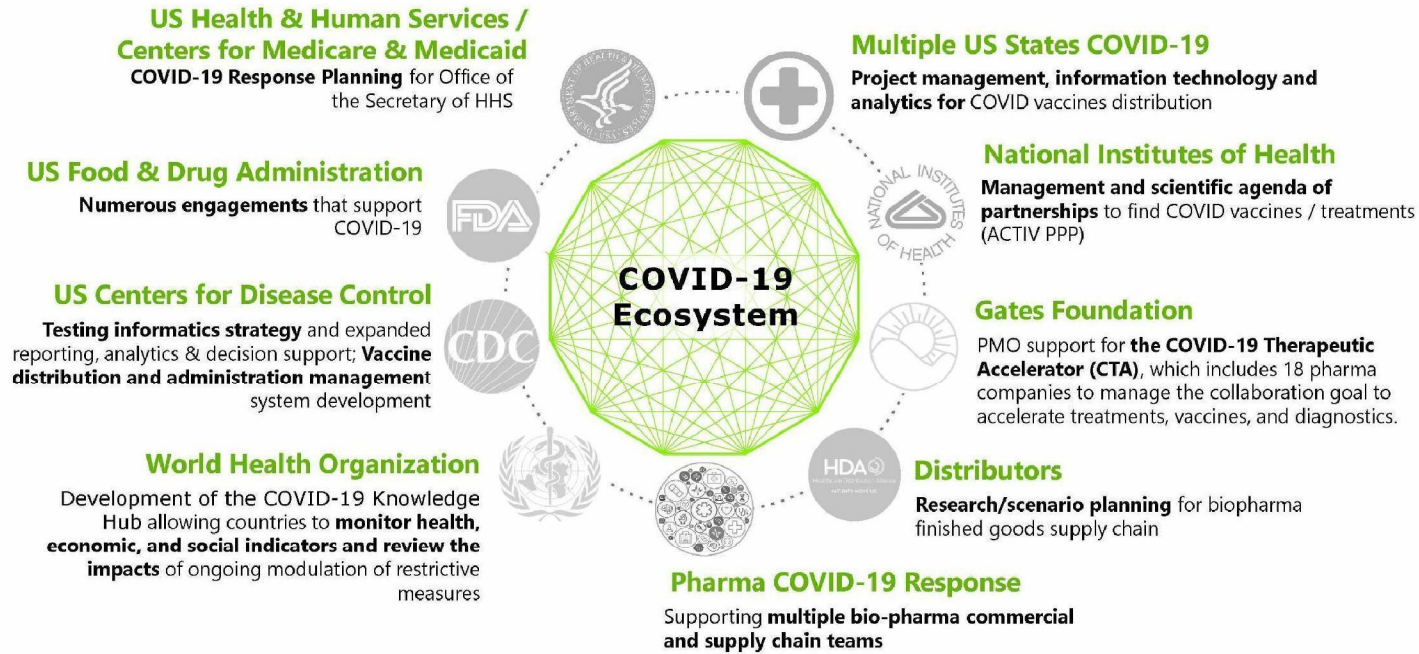 US Health & Human Services /
Centers for Medicare & Medicaid
COVID-19 Response Planning for Office of
the Secretary of HHS
Multiple US States COVID-19
Project management, information technology and
analytics for COVID vaccines distribution
US Food & Drug Administration
Numerous engagements that support
COVID-19
FDA
National Institutes of Health
Management and scientific agenda of
partnerships to find COVID vaccines / treatments
(ACTIV PPP)
NATIONAL INSTITUTES
OF HEALTH
COVID-19
Ecosystem
US Centers for Disease Control
Testing informatics strategy and expanded
reporting, analytics & decision support; Vaccine
distribution and administration management
system development
CDC
Gates Foundation
PMO support for the COVID-19 Therapeutic
Accelerator (CTA), which includes 18 pharma
companies to manage the collaboration goal to
accelerate treatments, vaccines, and diagnostics.
World Health Organization
Development of the COVID-19 Knowledge
Hub allowing countries to monitor health,
economic, and social indicators and review the
impacts of ongoing modulation of restrictive
measures
HDA
Distributors
Research/scenario planning for biopharma
finished goods supply chain
Pharma COVID-19 Response
Supporting multiple bio-pharma commercial
and supply chain teams